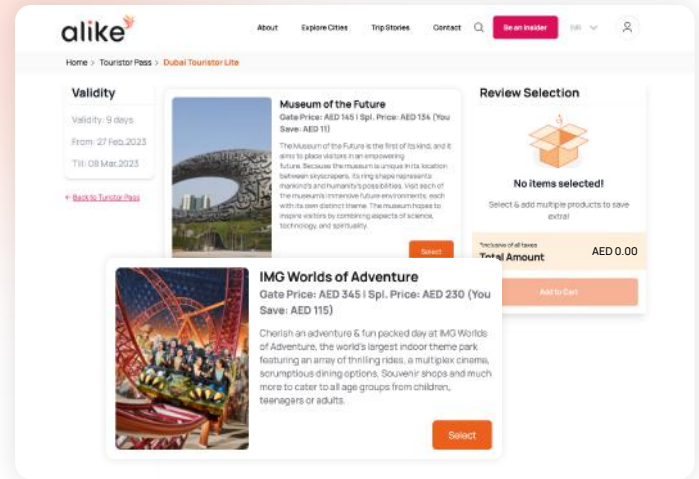 alike
About Explore Cities Trip Stories Contact Be an Insider INR
Home > Touristor Pass > Dubai Touristor Lite
Validity
Validity: 9 days
From: 27 Feb,2023
Till: 08 Mar,2023
← Back to Turistor Pass
Museum of the Future
Gate Price: AED 145 | Spl. Price: AED 134 (You
Save: AED 11)
The Museum of the Future is the first of its kind, and it
aims to place visitors in an empowering
future. Because the museum is unique in its location
between skyscrapers, its ring shape represents
mankind's and humanity's possibilities. Visit each of
the museum's immersive future environments, each
with its own distinct theme. The museum hopes to
inspire visitors by combining aspects of science,
technology, and spirituality.
Select
IMG Worlds of Adventure
Gate Price: AED 345 | Spl. Price: AED 230 (You
Save: AED 115)
Cherish an adventure & fun packed day at IMG Worlds
of Adventure, the world's largest indoor theme park
featuring an array of thrilling rides, a multiplex cinema,
scrumptious dining options, Souvenir shops and much
more to cater to all age groups from children,
teenagers or adults.
Select
Review Selection
No items selected!
Select & add multiple products to save
extra!
*Inclusive of all taxes
Total Amount AED 0.00
Add to Cart